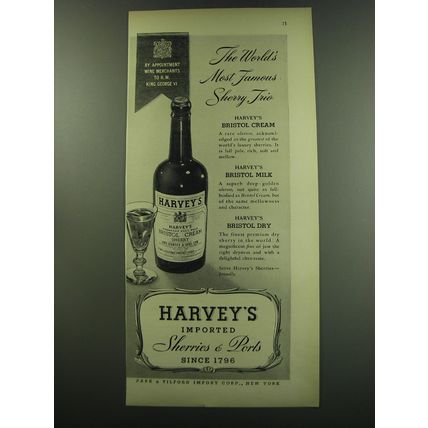 11
BY APPOINTMENT
WINE MERCHANTS
TO H. M.
KING GEORGE VI
The World's
Most Famous
Sherry Trio
HARVEY'S
BRISTOL CREAM
A rare oloroso, acknowl-
edged as the greatest of the
world's luxury sherries. It
is full pale, rich, soft and
mellow.
HARVEY'S
BRISTOL MILK
A superb deep golden
sherry, not quite as full-
bodied as Bristol Cream, but
of the same mellowness
and character.
HARVEY'S
BRISTOL DRY
The finest premium dry
sherry in the world. A
magnificent fino of just the
right dryness and with a
delightful after-taste.
Serve Harvey's Sherries—
proudly.
HARVEY'S
HARVEY'S
BRISTOL CREAM
SHERRY
HARVEY'S
IMPORTED
Sherries & Ports
SINCE 1796
PARK & TILFORD IMPORT CORP., NEW YORK